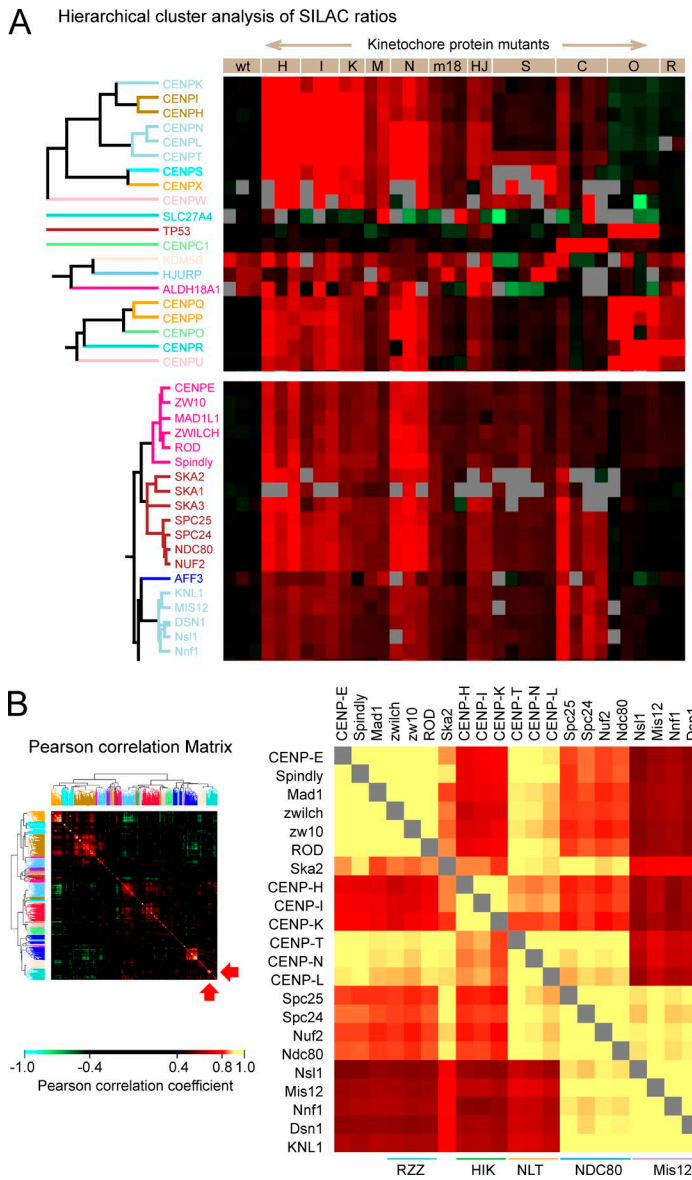 A
Hierarchical cluster analysis of SILAC ratios
Kinetochore protein mutants
wt H I K M N m18 HJ S C O R
CENPK
CENPI
CENPH
CENPN
CENPL
CENPT
CENPS
CENPX
CENPW
SLC27A4
TP53
CENPC1
KDM5B
HJURP
ALDH18A1
CENPQ
CENPP
CENPO
CENPR
CENPU
CENPE
ZW10
MAD1L1
ZWILCH
ROD
Spindly
SKA2
SKA1
SKA3
SPC25
SPC24
NDC80
NUF2
AFF3
KNL1
MIS12
DSN1
Nsl1
Nnf1
B
Pearson correlation Matrix
-1.0 -0.4 0.4 0.8 1.0
Pearson correlation coefficient
CENP-E Spindly Mad1 zwilch zw10 ROD Ska2 CENP-H CENP-I CENP-K CENP-T CENP-N CENP-L Spc25 Spc24 Nuf2 Ndc80 Nsl1 Mis12 Nnf1 Dsn1
CENP-E
Spindly
Mad1
zwilch
zw10
ROD
Ska2
CENP-H
CENP-I
CENP-K
CENP-T
CENP-N
CENP-L
Spc25
Spc24
Nuf2
Ndc80
Nsl1
Mis12
Nnf1
Dsn1
KNL1
RZZ HIK NLT NDC80 Mis12